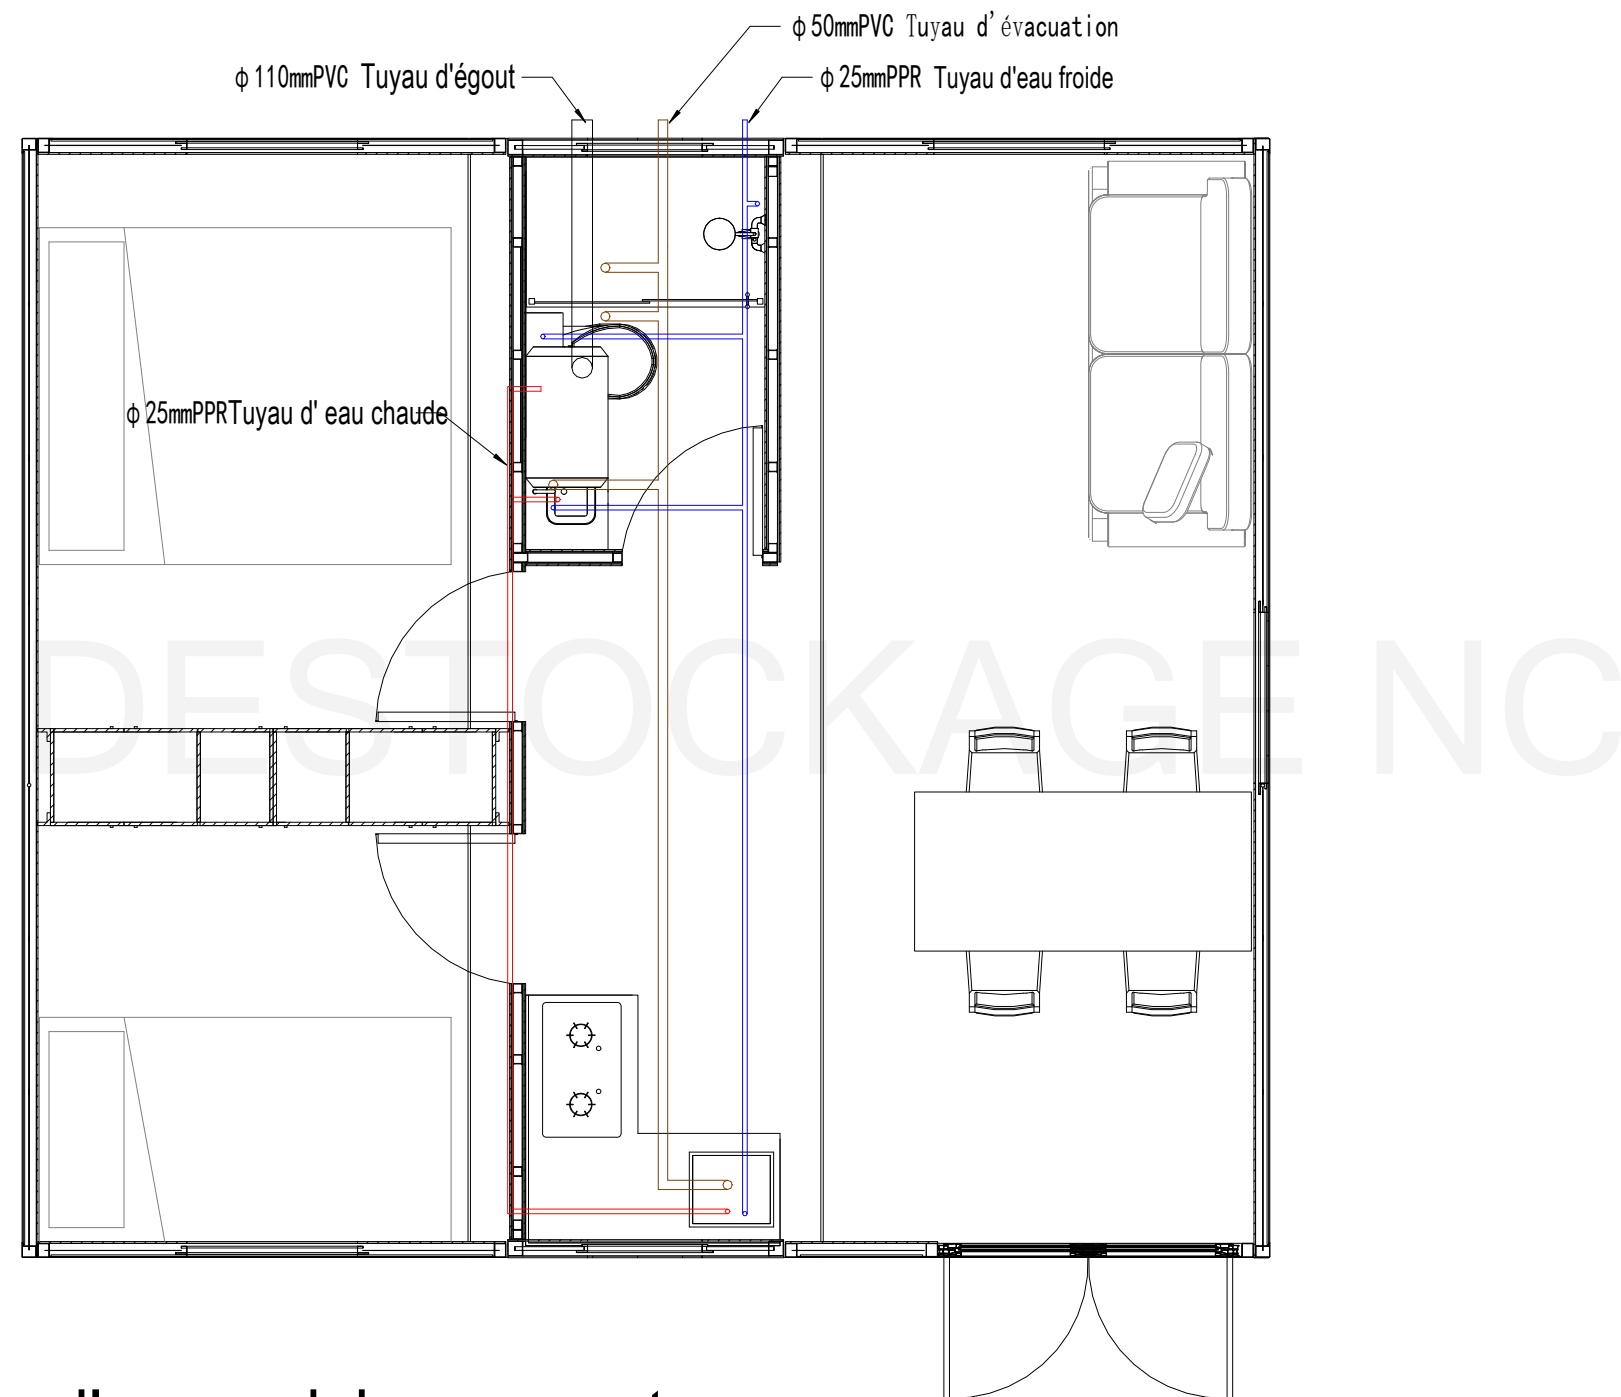 φ50mmPVC Tuyau d'évacuation
φ110mmPVC Tuyau d'égout
φ25mmPPR Tuyau d'eau froide
φ25mmPPRTuyau d' eau chaude
DESTOCKAGE NC